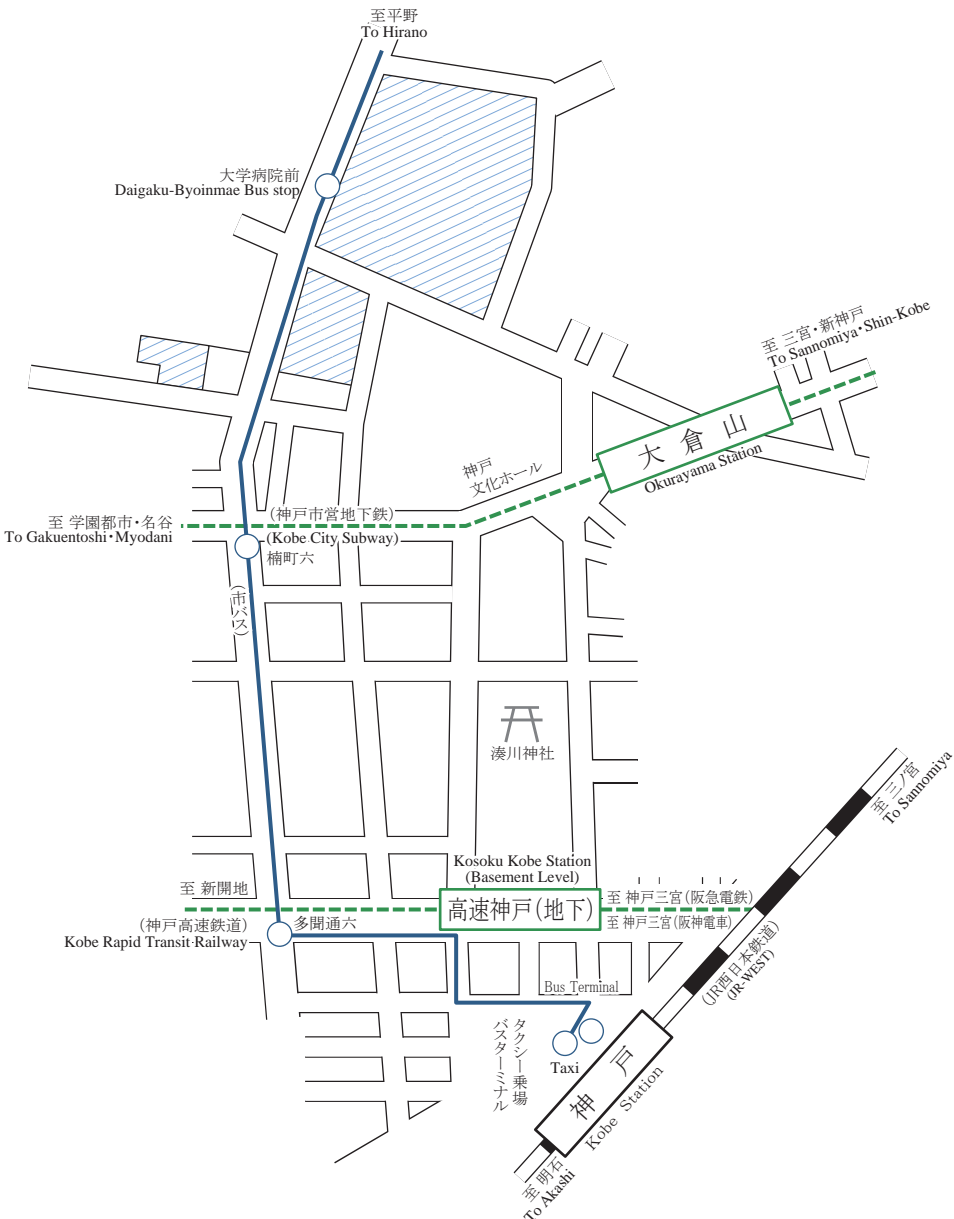 至平野
To Hirano
大学病院前
Daigaku-Byoinmae Bus stop
至 三宮・新神戸
To Sannomiya・Shin-Kobe
大倉山
Okurayama Station
神戸
文化ホール
(神戸市営地下鉄)
(Kobe City Subway)
至 学園都市・名谷
To Gakuentoshi・Myodani
楠町六
(市バス)
湊川神社
至 三ノ宮
To Sannomiya
Kosoku Kobe Station
(Basement Level)
至 新開地
高速神戸(地下)
至 神戸三宮(阪急電鉄)
至 神戸三宮(阪神電車)
(神戸高速鉄道)
Kobe Rapid Transit Railway
多聞通六
(JR西日本鉄道)
(JR-WEST)
Bus Terminal
タクシー乗場
バスターミナル
Taxi
神戸
Kobe Station
至 明石
To Akashi